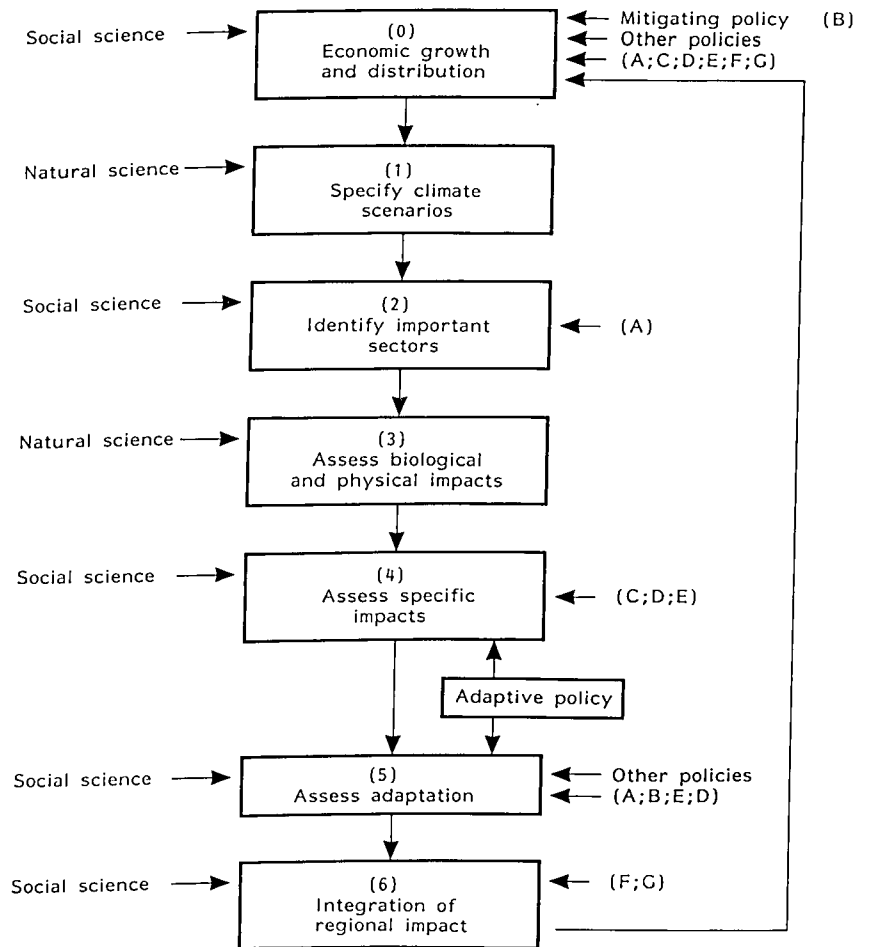 Social science
(0)
Economic growth
and distribution
Mitigating policy (B)
Other policies
(A;C;D;E;F;G)
Natural science
(1)
Specify climate
scenarios
Social science
(2)
Identify important
sectors
(A)
Natural science
(3)
Assess biological
and physical impacts
Social science
(4)
Assess specific
impacts
(C;D;E)
Adaptive policy
Social science
(5)
Assess adaptation
Other policies
(A;B;E;D)
Social science
(6)
Integration of
regional impact
(F;G)